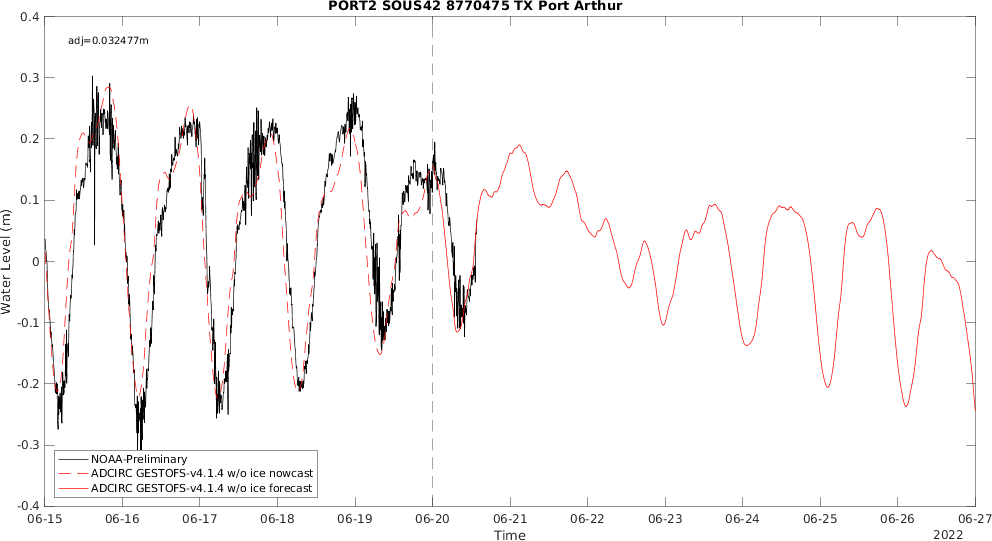 PORT2 SOUS42 8770475 TX Port Arthur
adj=0.032477m
0.4
0.3
0.2
0.1
0
-0.1
-0.2
-0.3
-0.4
Water Level (m)
NOAA-Preliminary
ADCIRC GESTOFS-v4.1.4 w/o ice nowcast
ADCIRC GESTOFS-v4.1.4 w/o ice forecast
06-15 06-16 06-17 06-18 06-19 06-20 06-21 06-22 06-23 06-24 06-25 06-26 06-27
Time
2022